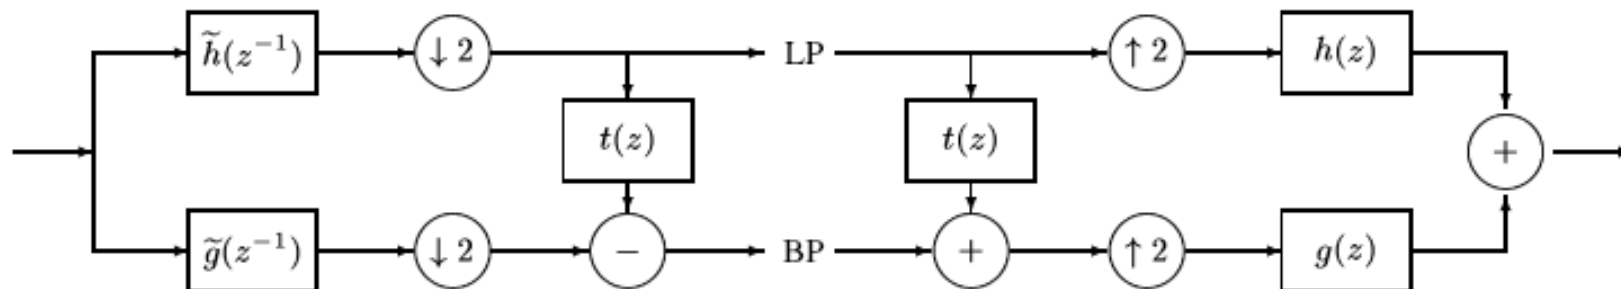 h̃(z⁻¹) ↓ 2 LP ↑ 2 h(z)
t(z) t(z) +
g̃(z⁻¹) ↓ 2 − BP + ↑ 2 g(z)